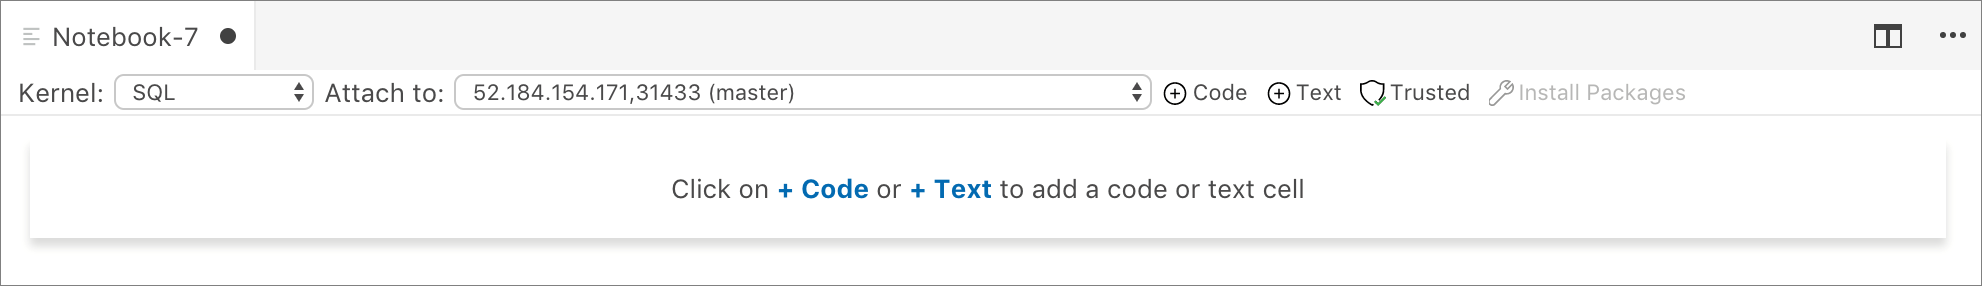 Notebook-7
Kernel: SQL Attach to: 52.184.154.171,31433 (master) Code Text Trusted Install Packages
Click on + Code or + Text to add a code or text cell